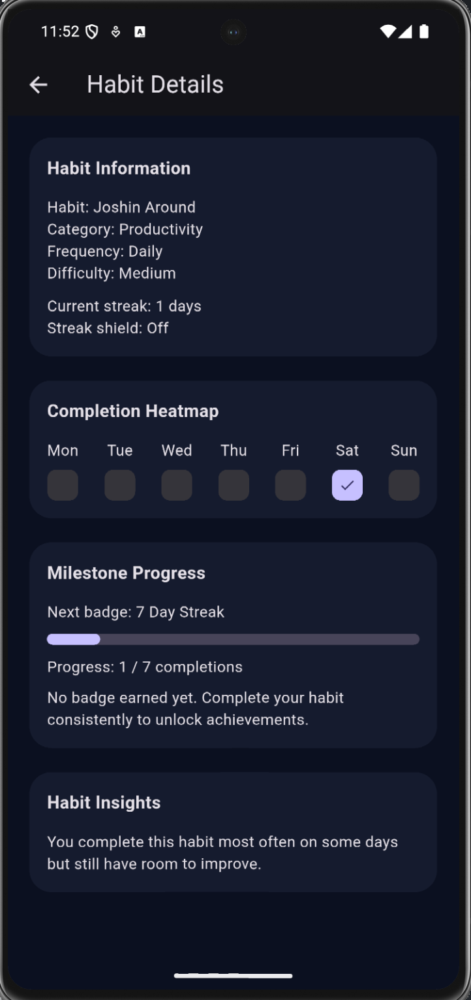 11:52
A
Habit Details
Habit Information
Habit: Joshin Around
Category: Productivity
Frequency: Daily
Difficulty: Medium
Current streak: 1 days
Streak shield: Off
Completion Heatmap
Mon Tue Wed Thu Fri Sat Sun
Milestone Progress
Next badge: 7 Day Streak
Progress: 1 / 7 completions
No badge earned yet. Complete your habit
consistently to unlock achievements.
Habit Insights
You complete this habit most often on some days
but still have room to improve.